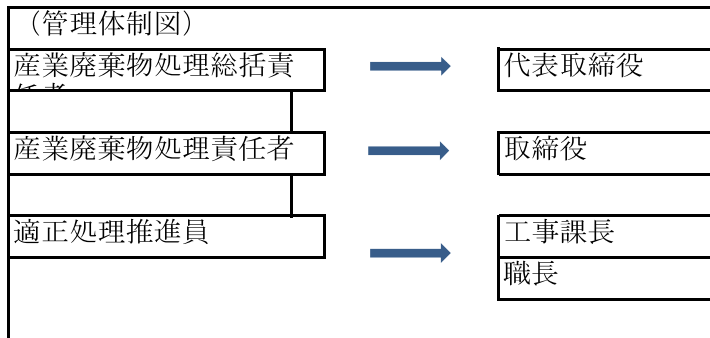 （管理体制図）
産業廃棄物処理総括責
任者
代表取締役
産業廃棄物処理責任者
取締役
適正処理推進員
工事課長
職長